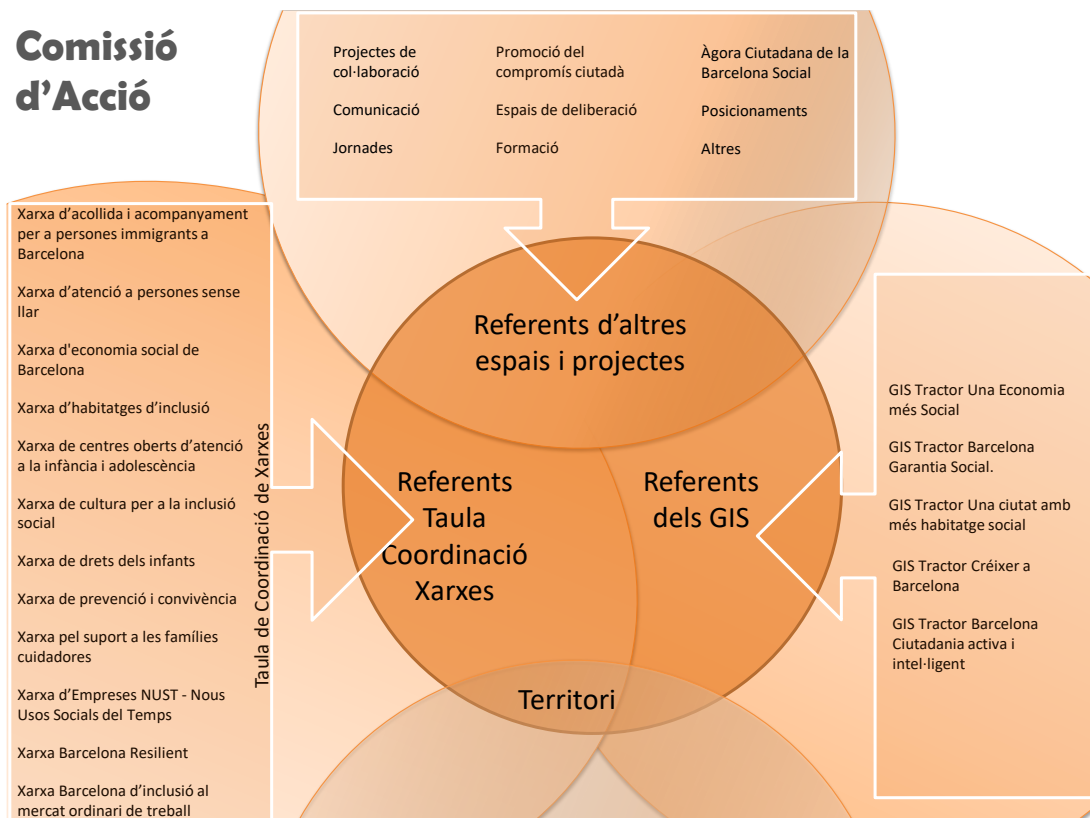 Comissió
d'Acció
Projectes de
col·laboració
Comunicació
Jornades
Promoció del
compromís ciutadà
Espais de deliberació
Formació
Àgora Ciutadana de la
Barcelona Social
Posicionaments
Altres
Xarxa d'acollida i acompanyament
per a persones immigrants a
Barcelona
Xarxa d'atenció a persones sense
llar
Xarxa d'economia social de
Barcelona
Xarxa d'habitatges d'inclusió
Xarxa de centres oberts d'atenció
a la infància i adolescència
Xarxa de cultura per a la inclusió
social
Xarxa de drets dels infants
Xarxa de prevenció i convivència
Xarxa pel suport a les famílies
cuidadores
Xarxa d'Empreses NUST - Nous
Usos Socials del Temps
Xarxa Barcelona Resilient
Xarxa Barcelona d'inclusió al
mercat ordinari de treball
Taula de Coordinació de Xarxes
Referents d'altres
espais i projectes
Referents
Taula
Coordinació
Xarxes
Referents
dels GIS
Territori
GIS Tractor Una Economia
més Social
GIS Tractor Barcelona
Garantia Social.
GIS Tractor Una ciutat amb
més habitatge social
GIS Tractor Créixer a
Barcelona
GIS Tractor Barcelona
Ciutadania activa i
intel·ligent